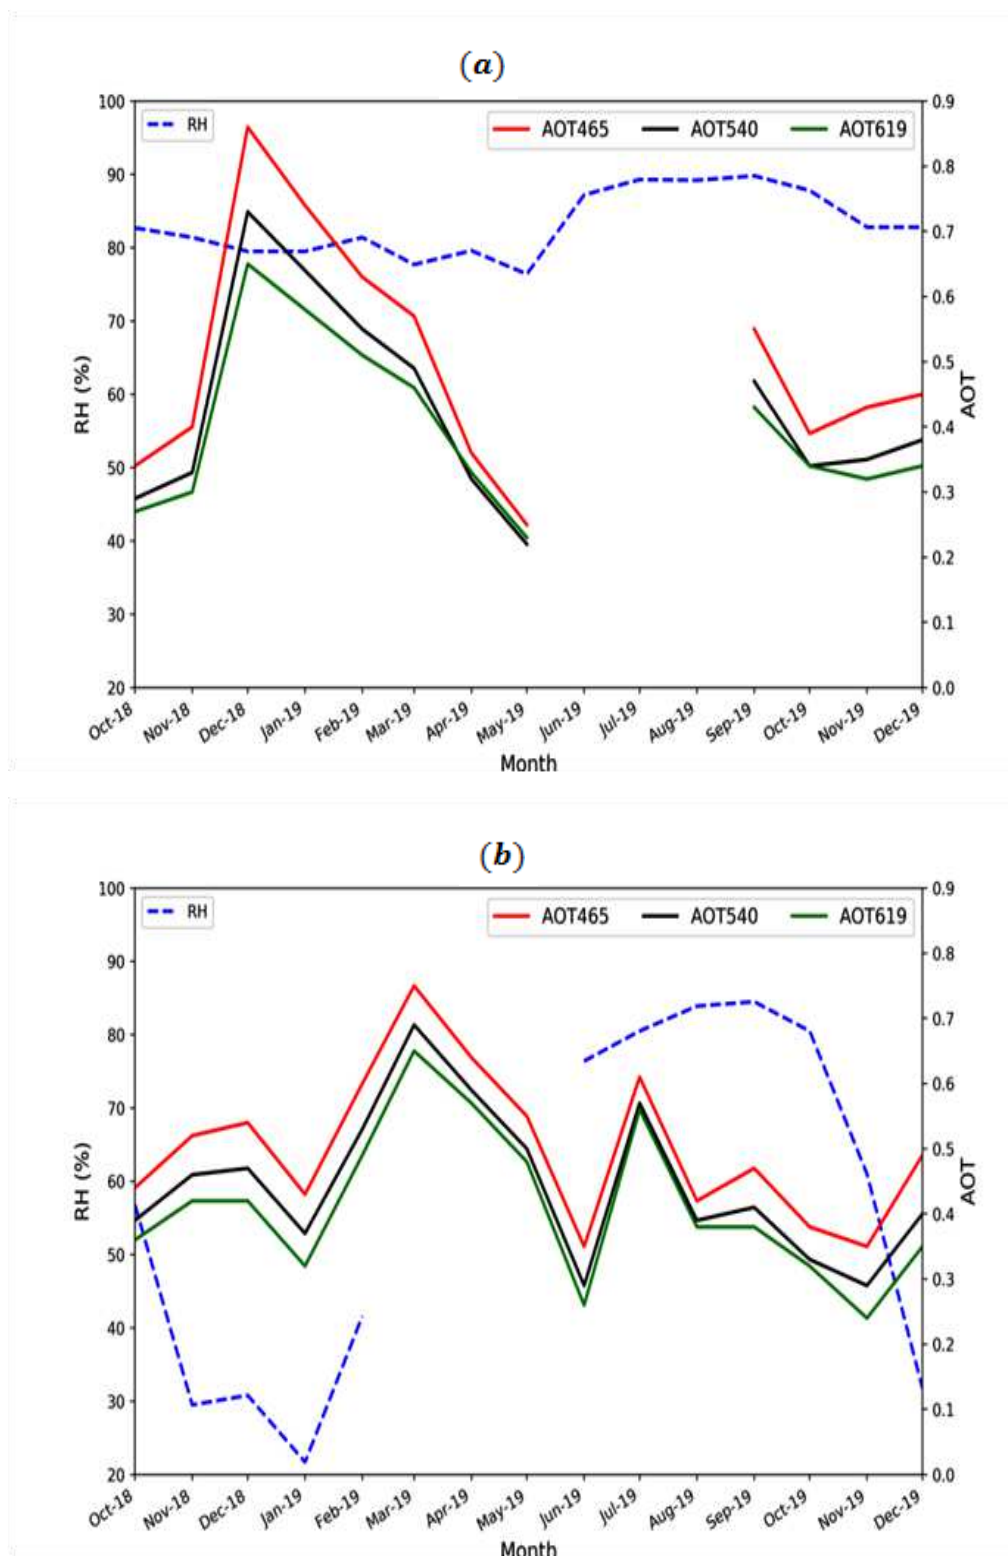 (a)
RH
AOT465 AOT540 AOT619
100
90
80
70
60
50
40
30
20
RH (%)
0.9
0.8
0.7
0.6
0.5
0.4
0.3
0.2
0.1
0.0
AOT
Oct-18 Nov-18 Dec-18 Jan-19 Feb-19 Mar-19 Apr-19 May-19 Jun-19 Jul-19 Aug-19 Sep-19 Oct-19 Nov-19 Dec-19
Month
(b)
RH
AOT465 AOT540 AOT619
100
90
80
70
60
50
40
30
20
RH (%)
0.9
0.8
0.7
0.6
0.5
0.4
0.3
0.2
0.1
0.0
AOT
Oct-18 Nov-18 Dec-18 Jan-19 Feb-19 Mar-19 Apr-19 May-19 Jun-19 Jul-19 Aug-19 Sep-19 Oct-19 Nov-19 Dec-19
Month